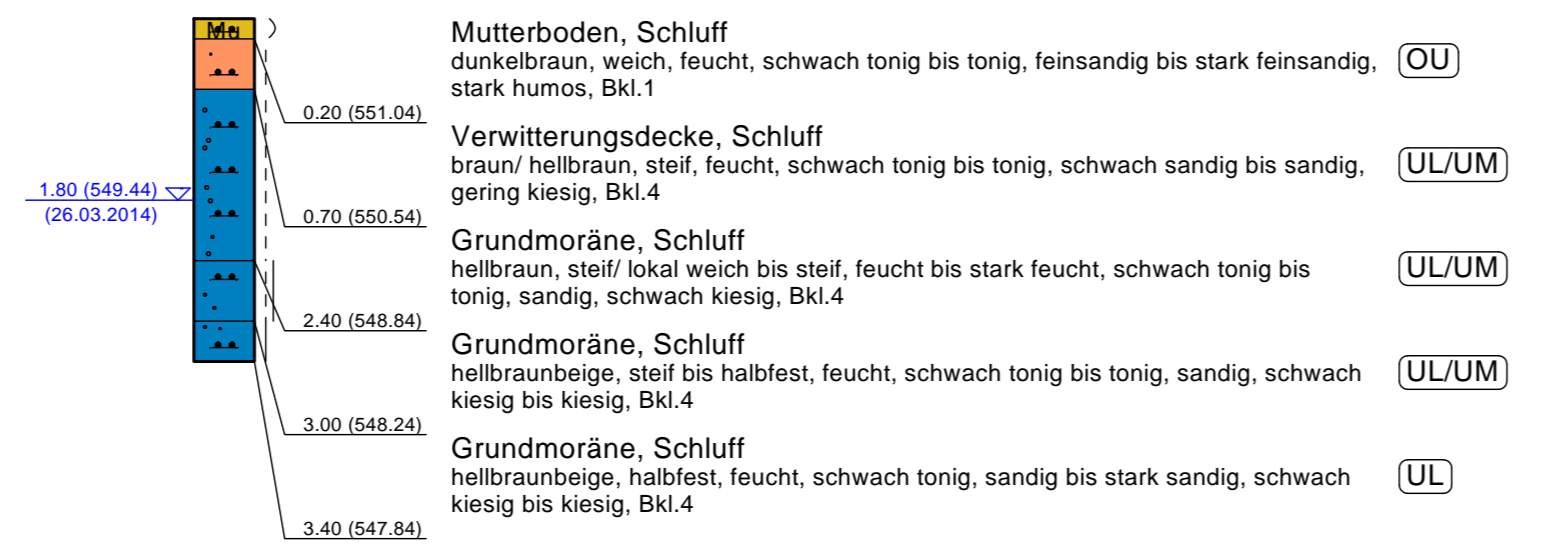 Mu
Mutterboden, Schluff
dunkelbraun, weich, feucht, schwach tonig bis tonig, feinsandig bis stark feinsandig,
stark humos, Bkl.1
OU
0.20 (551.04)
Verwitterungsdecke, Schluff
braun/ hellbraun, steif, feucht, schwach tonig bis tonig, schwach sandig bis sandig,
gering kiesig, Bkl.4
UL/UM
1.80 (549.44)
(26.03.2014)
0.70 (550.54)
Grundmoräne, Schluff
hellbraun, steif/ lokal weich bis steif, feucht bis stark feucht, schwach tonig bis
tonig, sandig, schwach kiesig, Bkl.4
UL/UM
2.40 (548.84)
Grundmoräne, Schluff
hellbraunbeige, steif bis halbfest, feucht, schwach tonig bis tonig, sandig, schwach
kiesig bis kiesig, Bkl.4
UL/UM
3.00 (548.24)
Grundmoräne, Schluff
hellbraunbeige, halbfest, feucht, schwach tonig, sandig bis stark sandig, schwach
kiesig bis kiesig, Bkl.4
UL
3.40 (547.84)